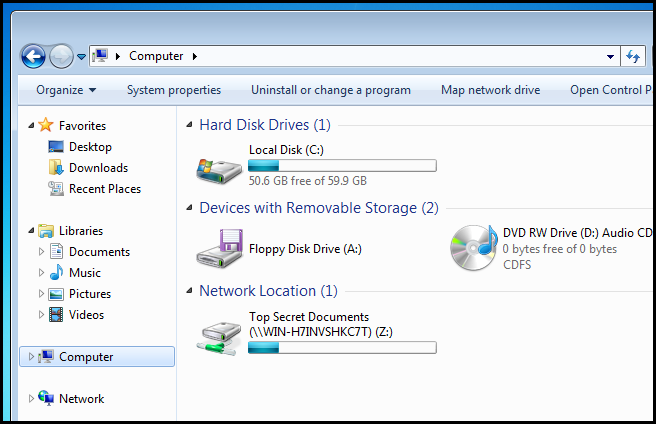 Computer
Organize
System properties
Uninstall or change a program
Map network drive
Open Control P
Favorites
Desktop
Downloads
Recent Places
Libraries
Documents
Music
Pictures
Videos
Computer
Network
Hard Disk Drives (1)
Local Disk (C:)
50.6 GB free of 59.9 GB
Devices with Removable Storage (2)
Floppy Disk Drive (A:)
DVD RW Drive (D:) Audio CD
0 bytes free of 0 bytes
CDFS
Network Location (1)
Top Secret Documents
(\\WIN-H7INVSHKC7T) (Z:)